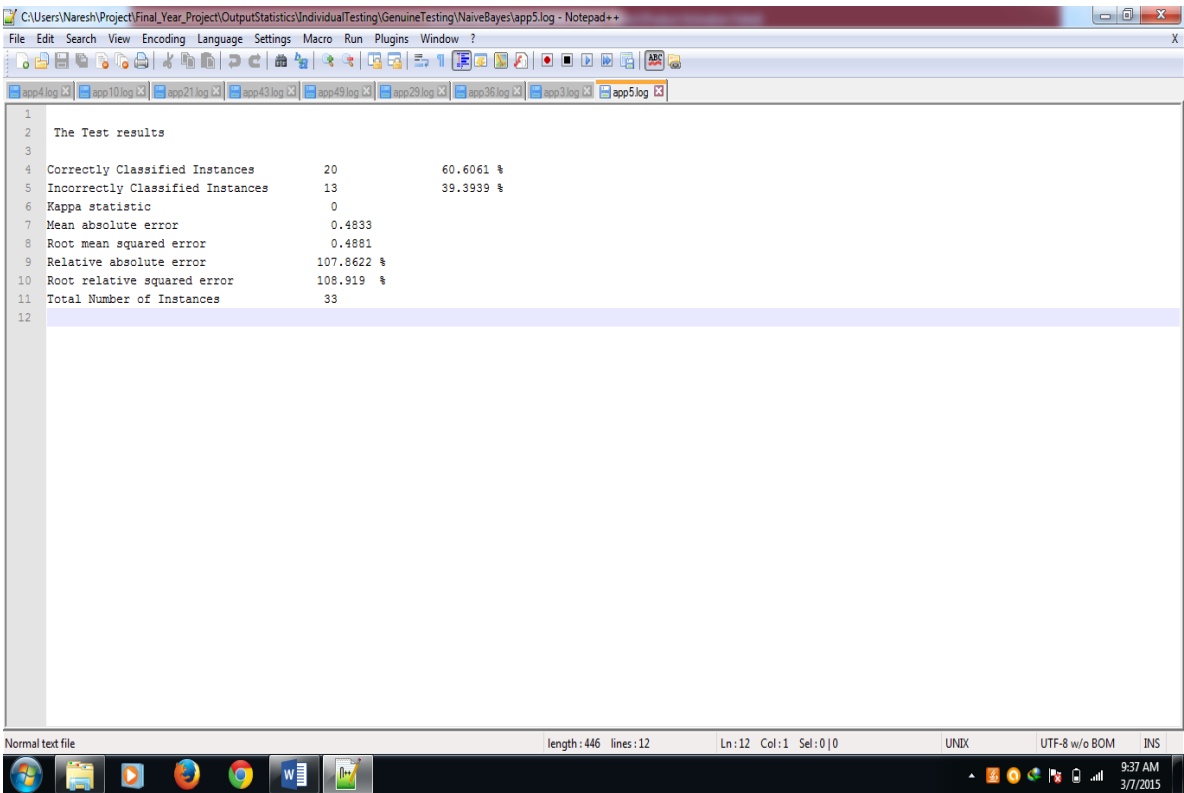 C:\Users\Naresh\Project\Final_Year_Project\OutputStatistics\IndividualTesting\GenuineTesting\NaiveBayes\app5.log - Notepad++
File Edit Search View Encoding Language Settings Macro Run Plugins Window ? X
ABC
app4.log app10.log app21.log app43.log app49.log app29.log app36.log app3.log app5.log
1
2 The Test results
3
4 Correctly Classified Instances 20 60.6061 %
5 Incorrectly Classified Instances 13 39.3939 %
6 Kappa statistic 0
7 Mean absolute error 0.4833
8 Root mean squared error 0.4881
9 Relative absolute error 107.8622 %
10 Root relative squared error 108.919 %
11 Total Number of Instances 33
12
Normal text file length : 446 lines : 12 Ln : 12 Col : 1 Sel : 0 | 0 UNIX UTF-8 w/o BOM INS
9:37 AM
3/7/2015